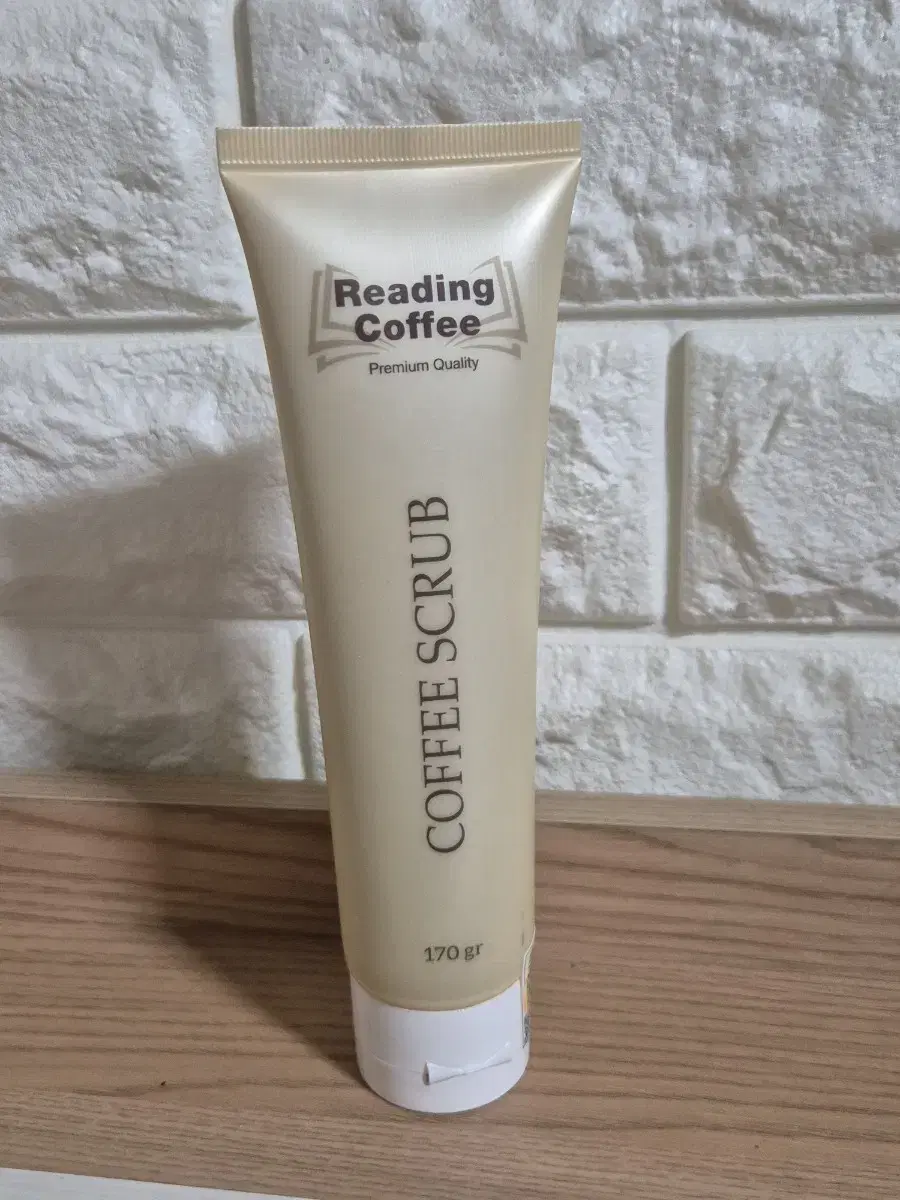 Reading
Coffee
Premium Quality
COFFEE SCRUB
170 gr